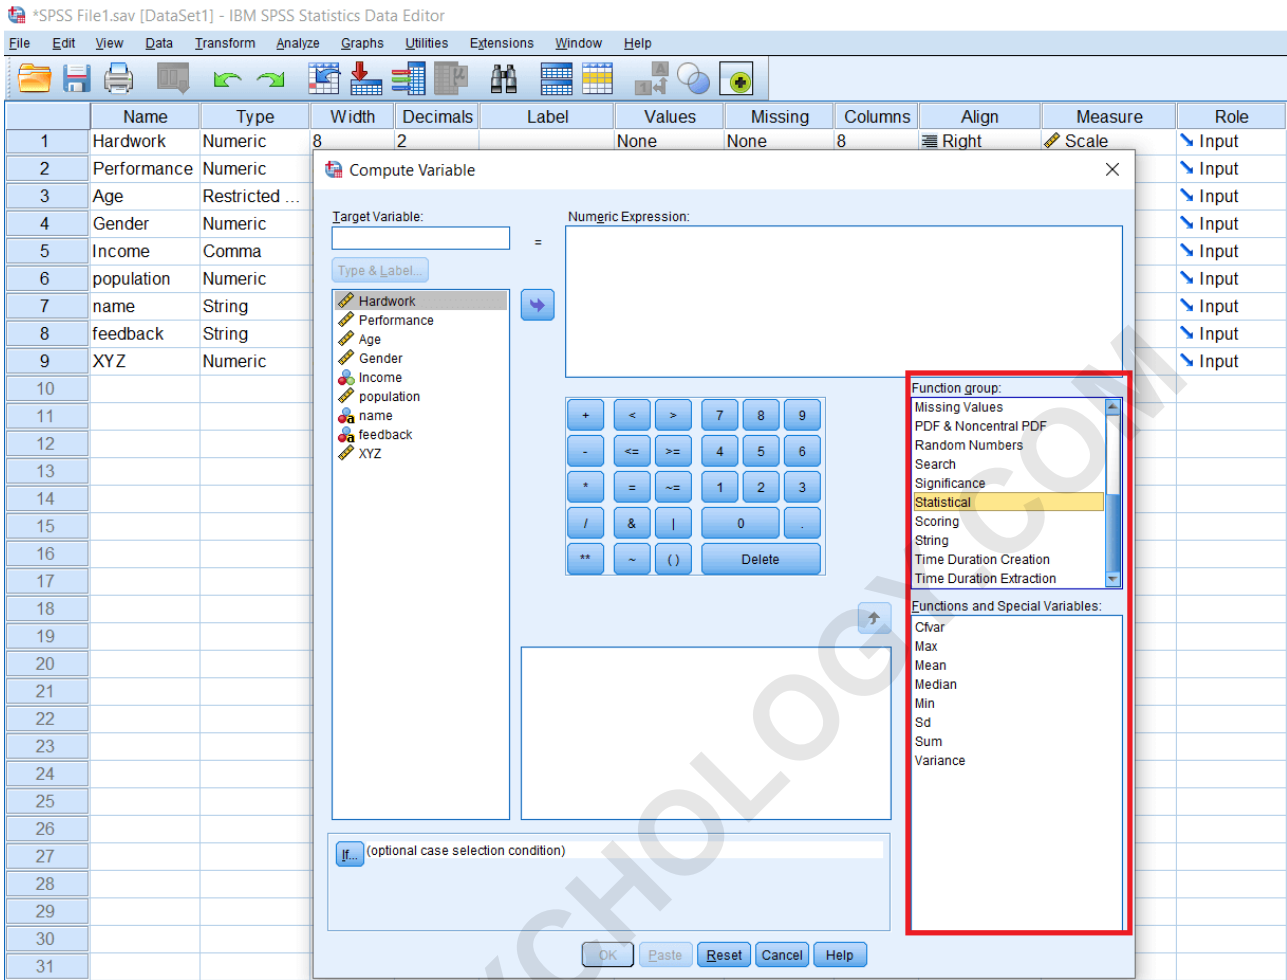 *SPSS File1.sav [DataSet1] - IBM SPSS Statistics Data Editor
File Edit View Data Transform Analyze Graphs Utilities Extensions Window Help
Name Type Width Decimals Label Values Missing Columns Align Measure Role
1 Hardwork Numeric 8 2 None None 8 Right Scale Input
2 Performance Numeric Input
3 Age Restricted ... Input
4 Gender Numeric Input
5 Income Comma Input
6 population Numeric Input
7 name String Input
8 feedback String Input
9 XYZ Numeric Input
10
11
12
13
14
15
16
17
18
19
20
21
22
23
24
25
26
27
28
29
30
31
Compute Variable
Target Variable:
=
Type & Label...
Hardwork
Performance
Age
Gender
Income
population
name
feedback
XYZ
Numeric Expression:
+ < > 7 8 9
- <= >= 4 5 6
* = ~= 1 2 3
/ & | 0 .
** ~ ( ) Delete
Function group:
Missing Values
PDF & Noncentral PDF
Random Numbers
Search
Significance
Statistical
Scoring
String
Time Duration Creation
Time Duration Extraction
Functions and Special Variables:
Cfvar
Max
Mean
Median
Min
Sd
Sum
Variance
If... (optional case selection condition)
OK Paste Reset Cancel Help
YCHOLOGY.COM